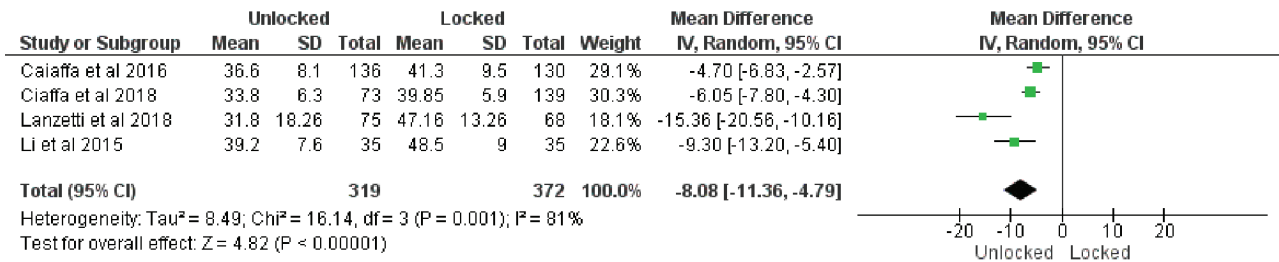 Unlocked Locked Mean Difference Mean Difference
Study or Subgroup Mean SD Total Mean SD Total Weight IV, Random, 95% CI IV, Random, 95% CI
Caiaffa et al 2016 36.6 8.1 136 41.3 9.5 130 29.1% -4.70 [-6.83, -2.57]
Ciaffa et al 2018 33.8 6.3 73 39.85 5.9 139 30.3% -6.05 [-7.80, -4.30]
Lanzetti et al 2018 31.8 18.26 75 47.16 13.26 68 18.1% -15.36 [-20.56, -10.16]
Li et al 2015 39.2 7.6 35 48.5 9 35 22.6% -9.30 [-13.20, -5.40]
Total (95% CI) 319 372 100.0% -8.08 [-11.36, -4.79]
Heterogeneity: Tau² = 8.49; Chi² = 16.14, df = 3 (P = 0.001); I² = 81%
Test for overall effect: Z = 4.82 (P < 0.00001)
-20 -10 0 10 20
Unlocked Locked